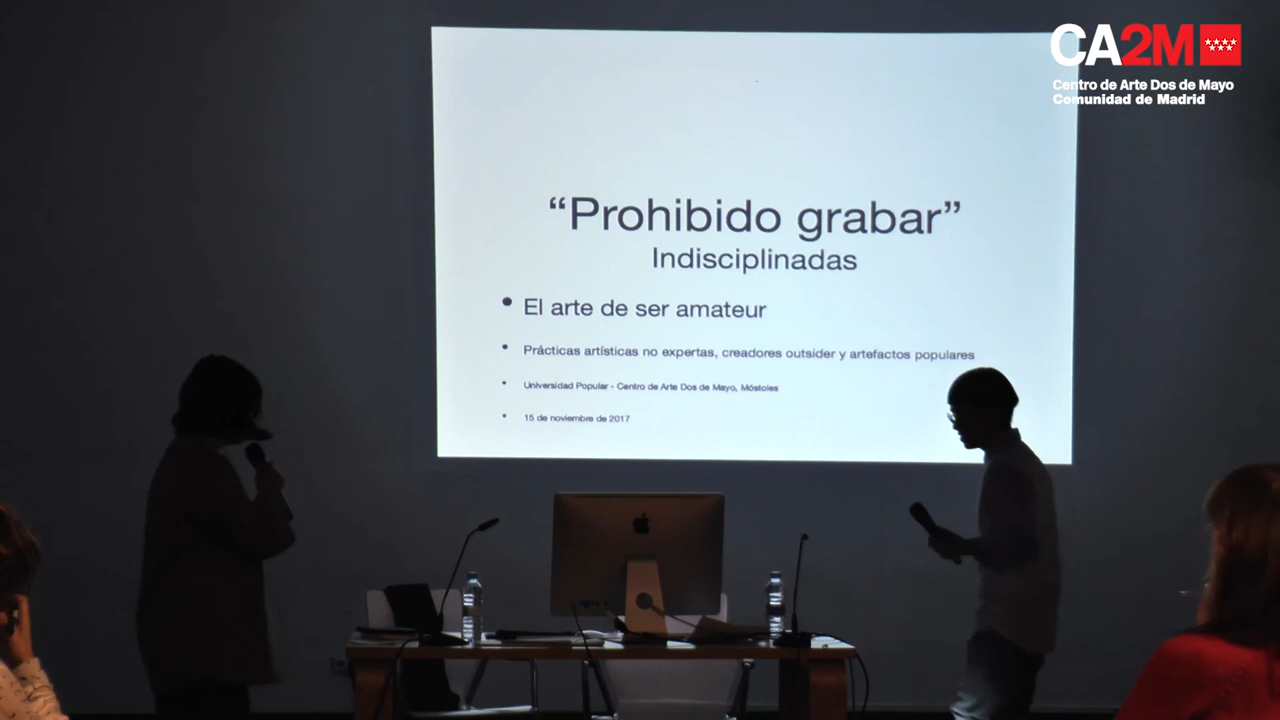 CA2M
Centro de Arte Dos de Mayo
Comunidad de Madrid
“Prohibido grabar”
Indisciplinadas
• El arte de ser amateur
• Prácticas artísticas no expertas, creadores outsider y artefactos populares
• Universidad Popular - Centro de Arte Dos de Mayo, Móstoles
• 15 de noviembre de 2017